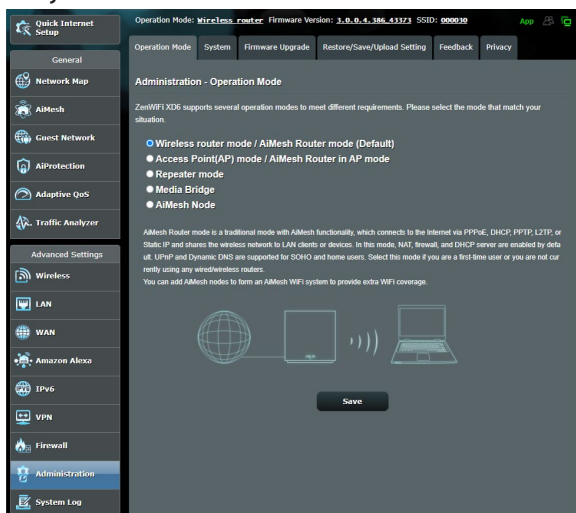 Quick Internet
Setup
Operation Mode: Wireless router Firmware Version: 3.0.0.4.386_43373 SSID: 000030
App
Operation Mode
System
Firmware Upgrade
Restore/Save/Upload Setting
Feedback
Privacy
General
Network Map
AiMesh
Guest Network
AiProtection
Adaptive QoS
Traffic Analyzer
Advanced Settings
Wireless
LAN
WAN
Amazon Alexa
IPv6
VPN
Firewall
Administration
System Log
Administration - Operation Mode
ZenWiFi XD6 supports several operation modes to meet different requirements. Please select the mode that match your
situation.
Wireless router mode / AiMesh Router mode (Default)
Access Point(AP) mode / AiMesh Router in AP mode
Repeater mode
Media Bridge
AiMesh Node
AiMesh Router mode is a traditional mode with AiMesh functionality, which connects to the Internet via PPPoE, DHCP, PPTP, L2TP, or
Static IP and shares the wireless network to LAN clients or devices. In this mode, NAT, firewall, and DHCP server are enabled by defa
ult. UPnP and Dynamic DNS are supported for SOHO and home users. Select this mode if you are a first-time user or you are not cur
rently using any wired/wireless routers.
You can add AiMesh nodes to form an AiMesh WiFi system to provide extra WiFi coverage.
Save